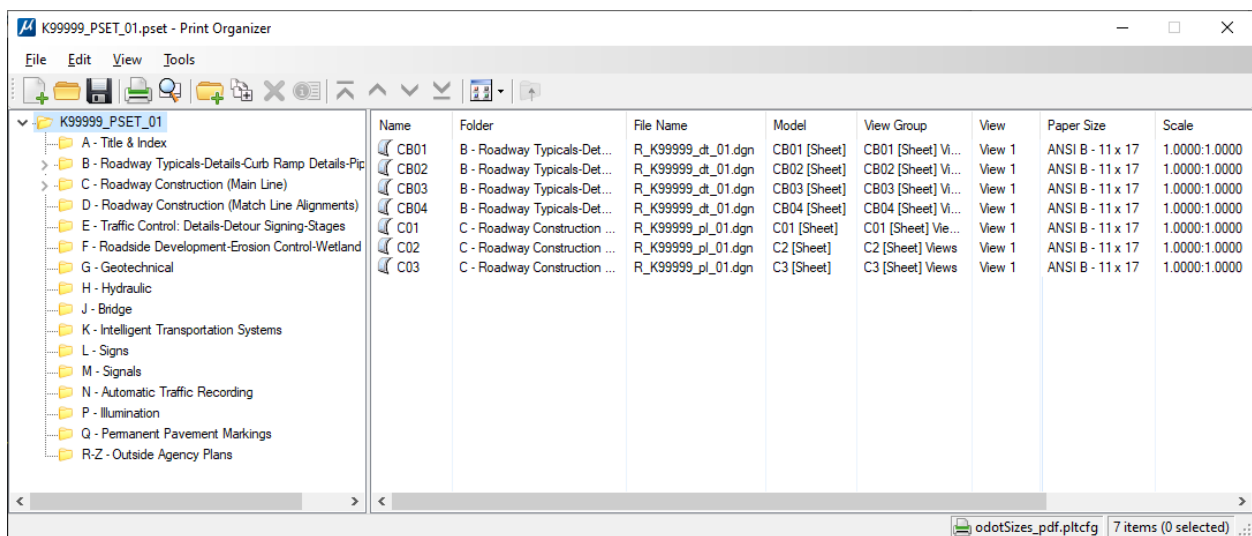 K99999_PSET_01.pset - Print Organizer
File Edit View Tools
K99999_PSET_01
A - Title & Index
B - Roadway Typicals-Details-Curb Ramp Details-Pip
C - Roadway Construction (Main Line)
D - Roadway Construction (Match Line Alignments)
E - Traffic Control: Details-Detour Signing-Stages
F - Roadside Development-Erosion Control-Wetland
G - Geotechnical
H - Hydraulic
J - Bridge
K - Intelligent Transportation Systems
L - Signs
M - Signals
N - Automatic Traffic Recording
P - Illumination
Q - Permanent Pavement Markings
R-Z - Outside Agency Plans
Name Folder File Name Model View Group View Paper Size Scale
CB01 B - Roadway Typicals-Det... R_K99999_dt_01.dgn CB01 [Sheet] CB01 [Sheet] Vi... View 1 ANSI B - 11 x 17 1.0000:1.0000
CB02 B - Roadway Typicals-Det... R_K99999_dt_01.dgn CB02 [Sheet] CB02 [Sheet] Vi... View 1 ANSI B - 11 x 17 1.0000:1.0000
CB03 B - Roadway Typicals-Det... R_K99999_dt_01.dgn CB03 [Sheet] CB03 [Sheet] Vi... View 1 ANSI B - 11 x 17 1.0000:1.0000
CB04 B - Roadway Typicals-Det... R_K99999_dt_01.dgn CB04 [Sheet] CB04 [Sheet] Vi... View 1 ANSI B - 11 x 17 1.0000:1.0000
C01 C - Roadway Construction ... R_K99999_pl_01.dgn C01 [Sheet] C01 [Sheet] Vie... View 1 ANSI B - 11 x 17 1.0000:1.0000
C02 C - Roadway Construction ... R_K99999_pl_01.dgn C2 [Sheet] C2 [Sheet] Views View 1 ANSI B - 11 x 17 1.0000:1.0000
C03 C - Roadway Construction ... R_K99999_pl_01.dgn C3 [Sheet] C3 [Sheet] Views View 1 ANSI B - 11 x 17 1.0000:1.0000
odotSizes_pdf.pltcfg 7 items (0 selected)